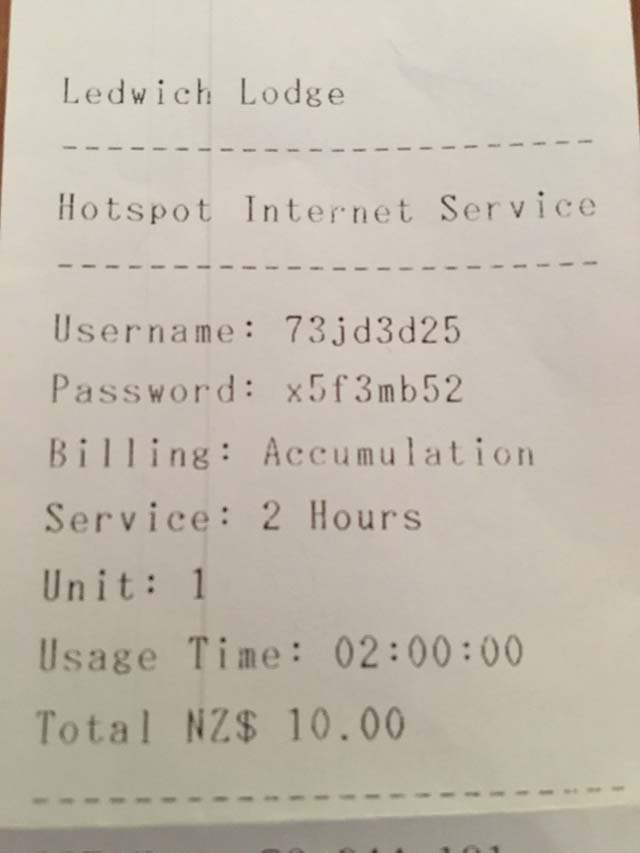 Ledwich Lodge
------------------------
Hotspot Internet Service
------------------------
Username: 73jd3d25
Password: x5f3mb52
Billing: Accumulation
Service: 2 Hours
Unit: 1
Usage Time: 02:00:00
Total NZ$ 10.00
------------------------